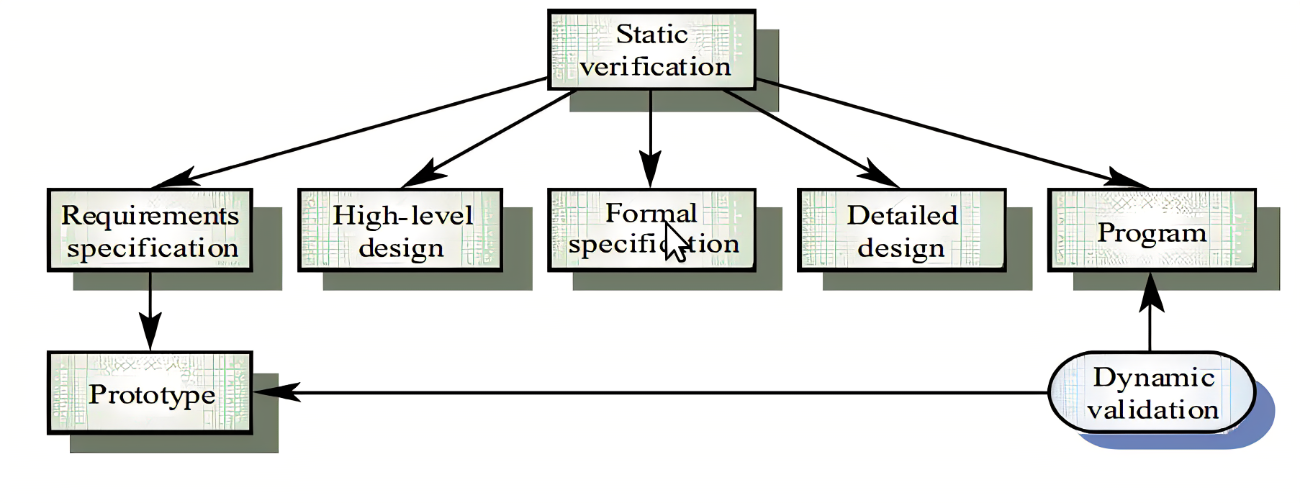 Static
verification
Requirements
specification
High-level
design
Formal
specification
Detailed
design
Program
Prototype
Dynamic
validation